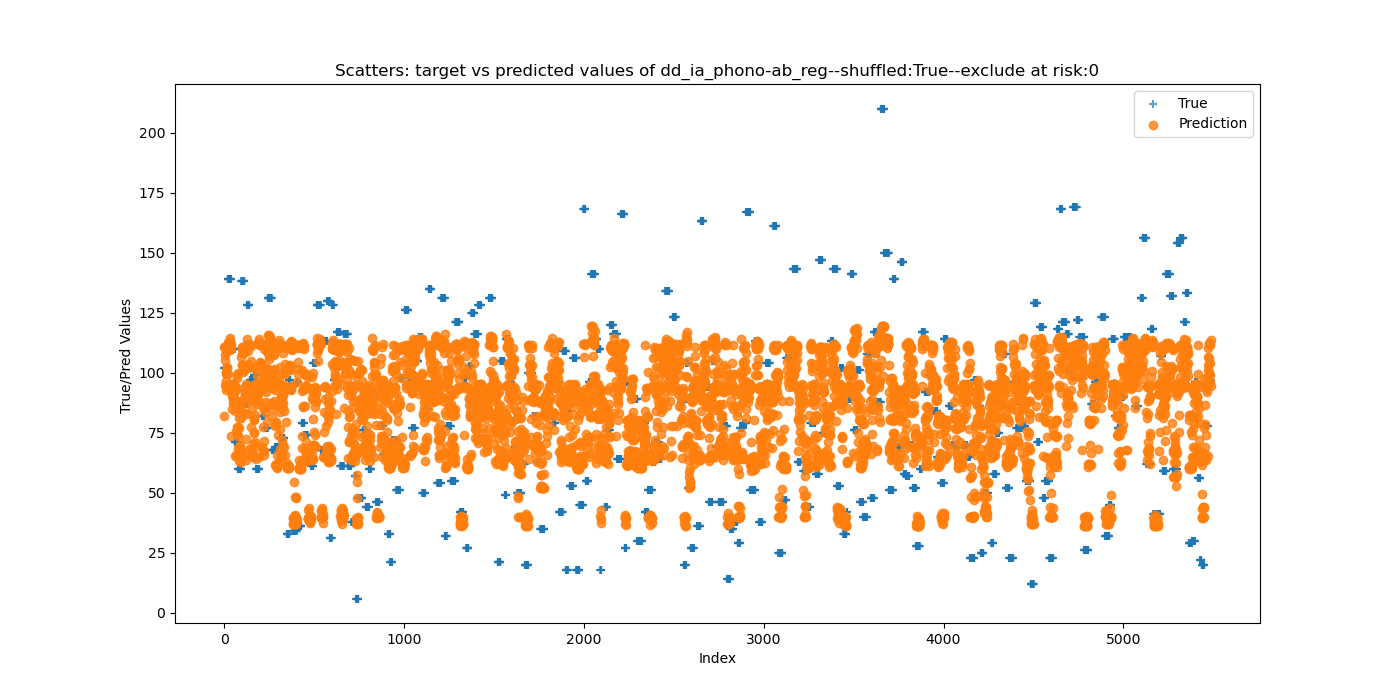 Scatters: target vs predicted values of dd_ia_phono-ab_reg--shuffled:True--exclude at risk:0
True
Prediction
True/Pred Values
200
175
150
125
100
75
50
25
0
0 1000 2000 3000 4000 5000
Index